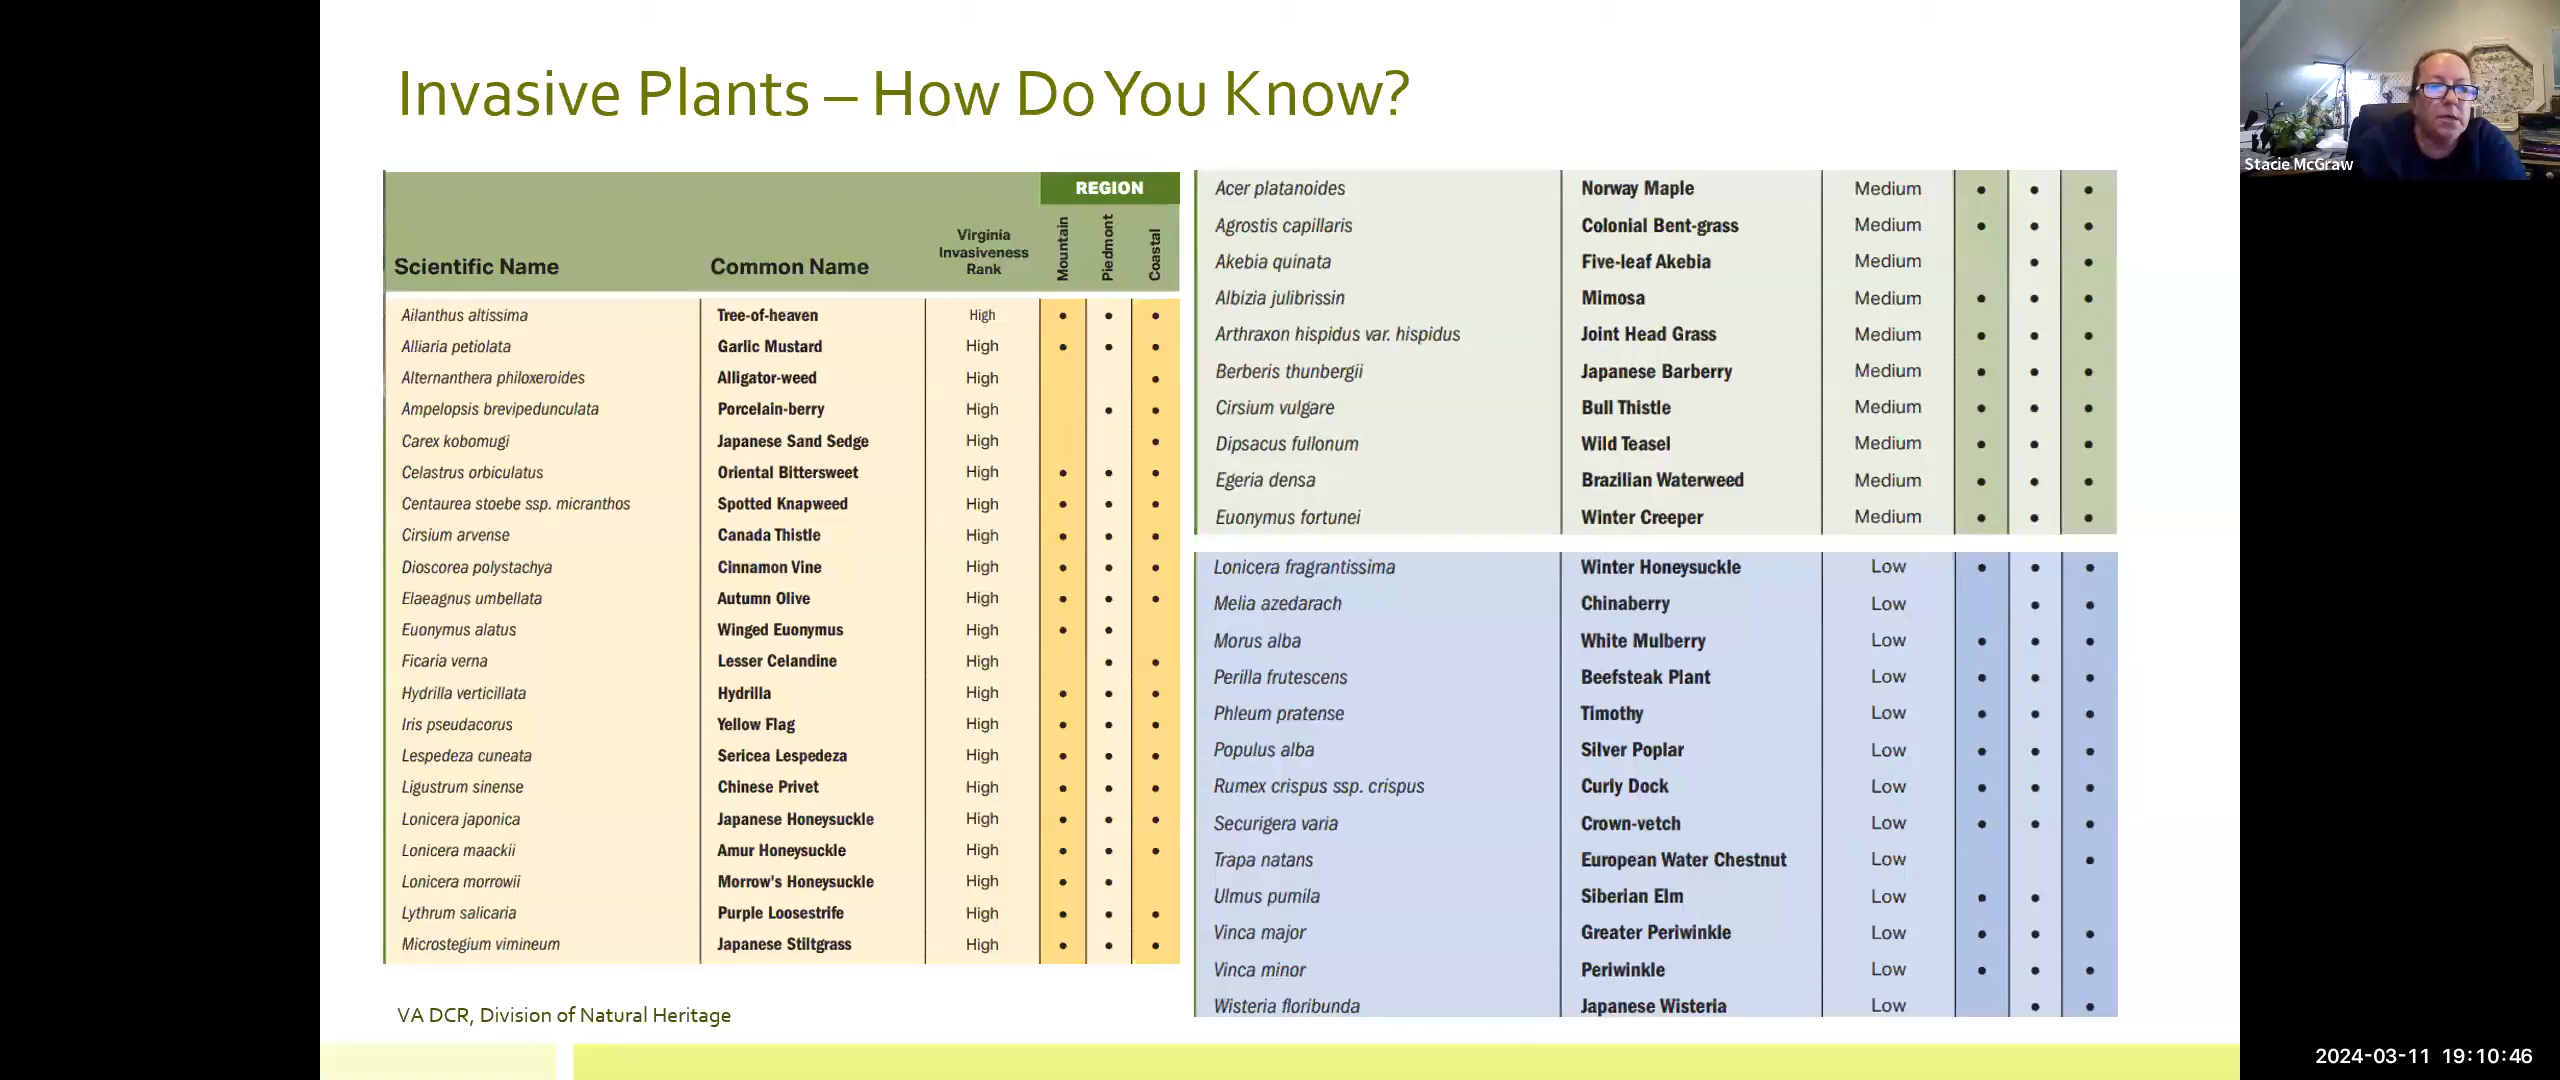 Invasive Plants – How Do You Know?
REGION
Scientific Name Common Name Virginia Invasiveness Rank Mountain Piedmont Coastal
Ailanthus altissima Tree-of-heaven High • • •
Alliaria petiolata Garlic Mustard High • • •
Alternanthera philoxeroides Alligator-weed High •
Ampelopsis brevipedunculata Porcelain-berry High • •
Carex kobomugi Japanese Sand Sedge High •
Celastrus orbiculatus Oriental Bittersweet High • • •
Centaurea stoebe ssp. micranthos Spotted Knapweed High • • •
Cirsium arvense Canada Thistle High • • •
Dioscorea polystachya Cinnamon Vine High • • •
Elaeagnus umbellata Autumn Olive High • • •
Euonymus alatus Winged Euonymus High • •
Ficaria verna Lesser Celandine High • •
Hydrilla verticillata Hydrilla High • • •
Iris pseudacorus Yellow Flag High • • •
Lespedeza cuneata Sericea Lespedeza High • • •
Ligustrum sinense Chinese Privet High • • •
Lonicera japonica Japanese Honeysuckle High • • •
Lonicera maackii Amur Honeysuckle High • • •
Lonicera morrowii Morrow's Honeysuckle High • •
Lythrum salicaria Purple Loosestrife High • • •
Microstegium vimineum Japanese Stiltgrass High • • •
VA DCR, Division of Natural Heritage
Acer platanoides Norway Maple Medium • • •
Agrostis capillaris Colonial Bent-grass Medium • • •
Akebia quinata Five-leaf Akebia Medium • •
Albizia julibrissin Mimosa Medium • • •
Arthraxon hispidus var. hispidus Joint Head Grass Medium • • •
Berberis thunbergii Japanese Barberry Medium • • •
Cirsium vulgare Bull Thistle Medium • • •
Dipsacus fullonum Wild Teasel Medium • • •
Egeria densa Brazilian Waterweed Medium • • •
Euonymus fortunei Winter Creeper Medium • • •
Lonicera fragrantissima Winter Honeysuckle Low • • •
Melia azedarach Chinaberry Low • •
Morus alba White Mulberry Low • • •
Perilla frutescens Beefsteak Plant Low • • •
Phleum pratense Timothy Low • • •
Populus alba Silver Poplar Low • • •
Rumex crispus ssp. crispus Curly Dock Low • • •
Securigera varia Crown-vetch Low • • •
Trapa natans European Water Chestnut Low •
Ulmus pumila Siberian Elm Low • •
Vinca major Greater Periwinkle Low • • •
Vinca minor Periwinkle Low • • •
Wisteria floribunda Japanese Wisteria Low • •
Stacie McGraw
2024-03-11 19:10:46